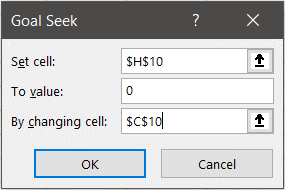 Goal Seek ?
Set cell: $H$10
To value: 0
By changing cell: $C$10
OK Cancel